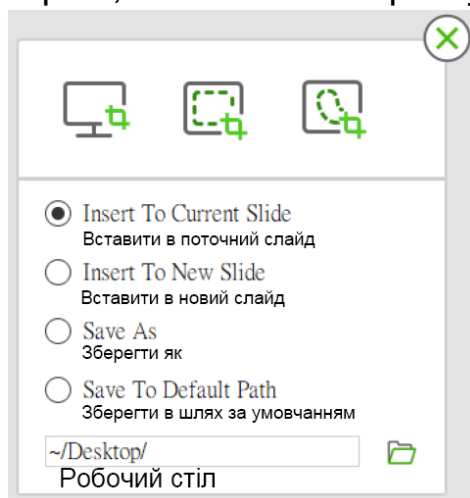 Insert To Current Slide
Вставити в поточний слайд
Insert To New Slide
Вставити в новий слайд
Save As
Зберегти як
Save To Default Path
Зберегти в шлях за умовчанням
~/Desktop/
Робочий стіл